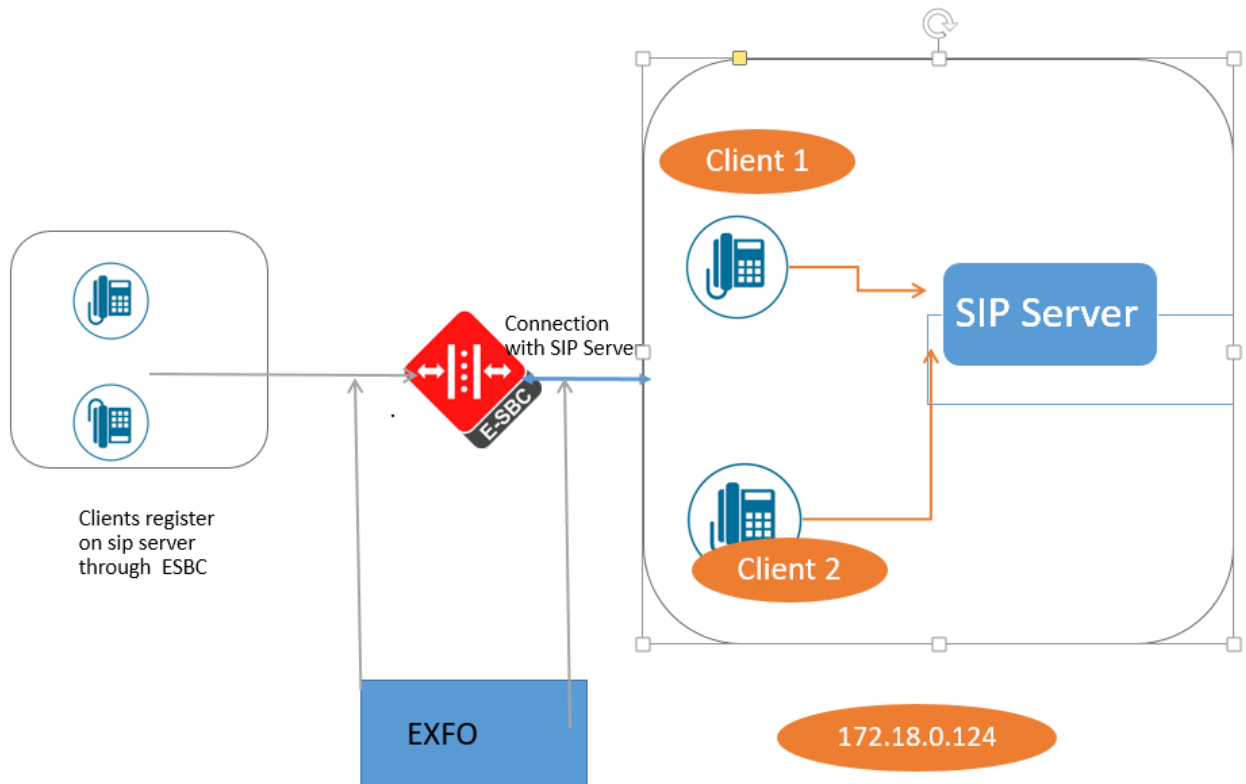 Client 1
SIP Server
Connection
with SIP Server
E-SBC
Clients register
on sip server
through ESBC
Client 2
EXFO
172.18.0.124